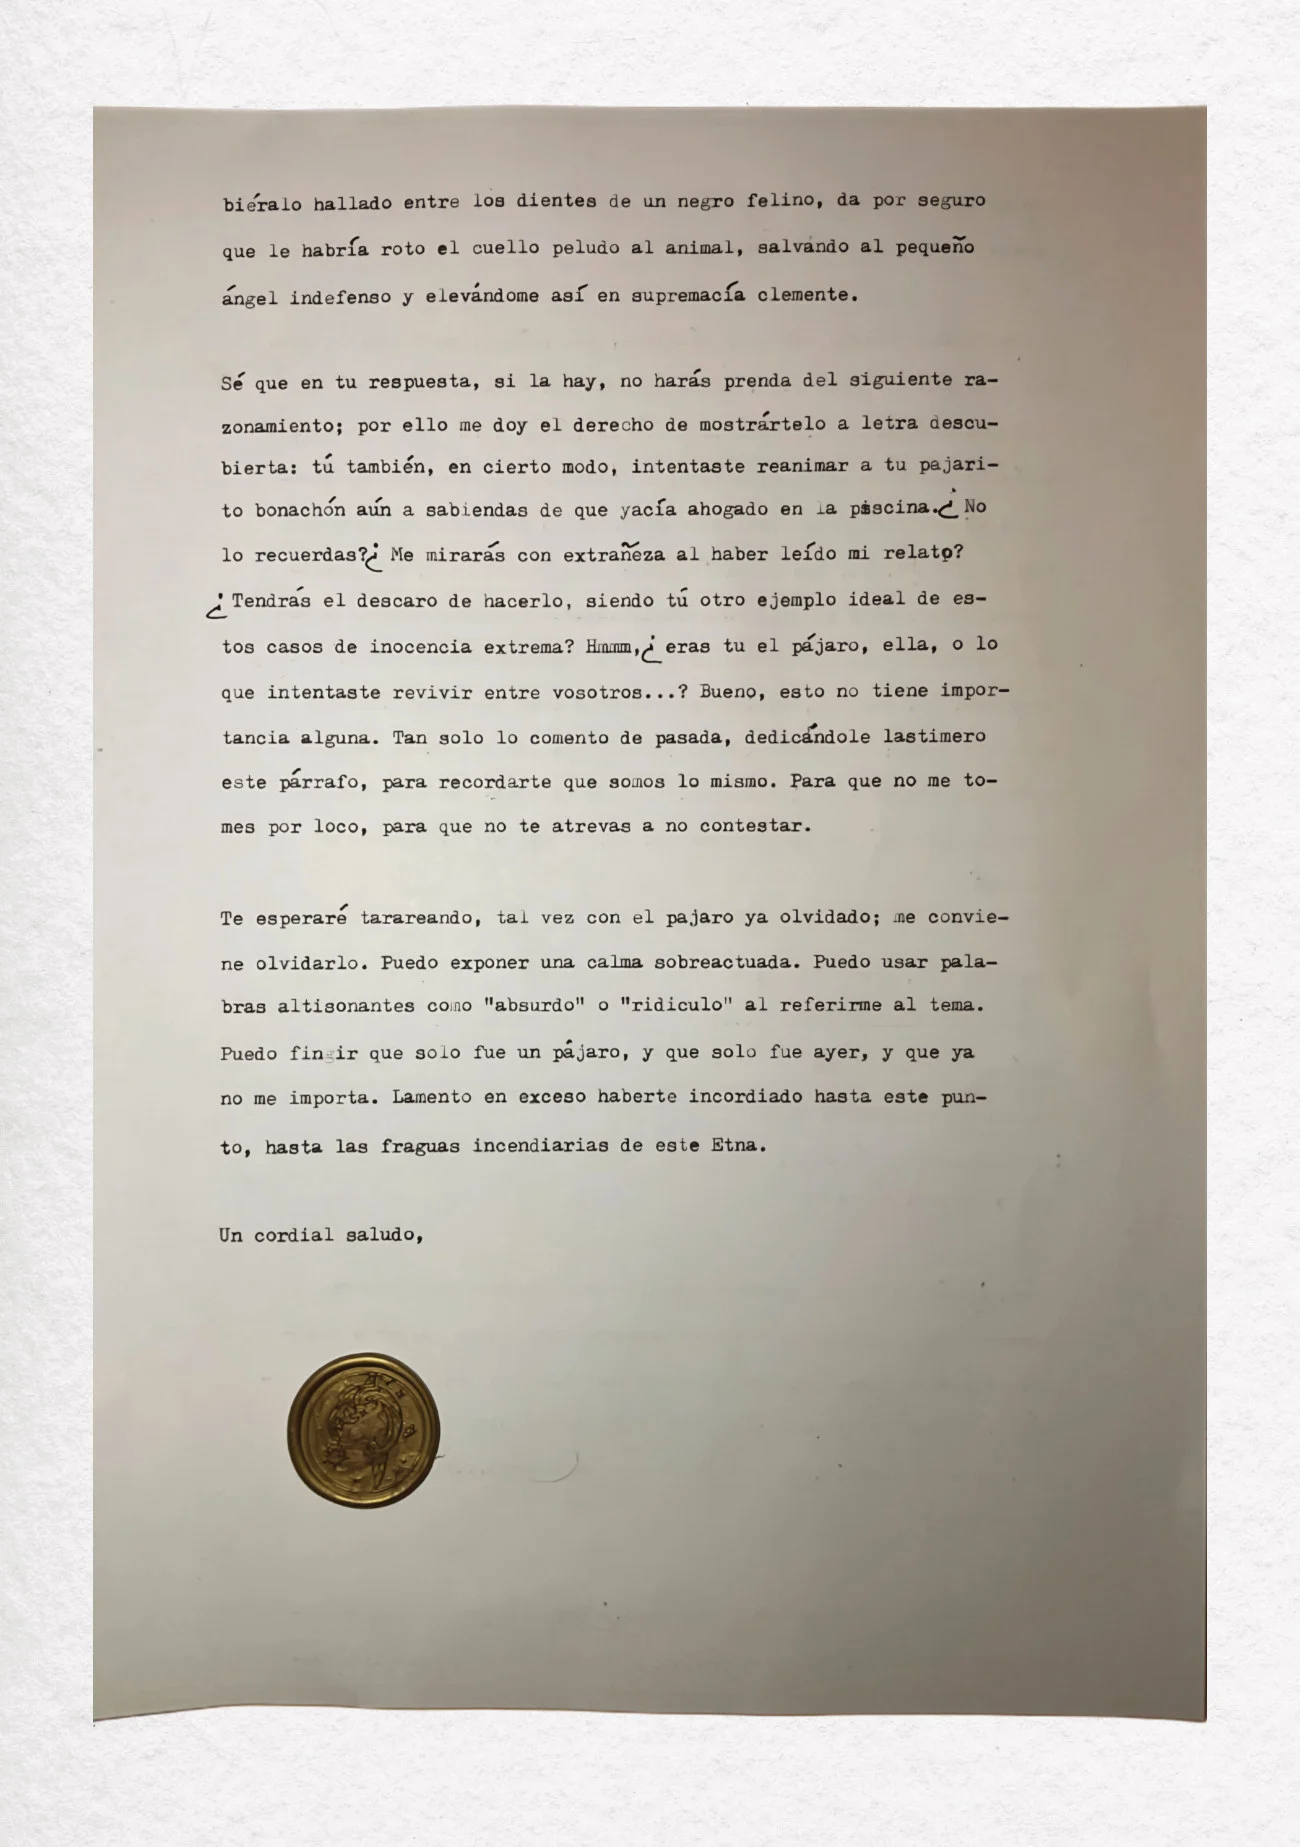 biéralo hallado entre los dientes de un negro felino, da por seguro
que le habría roto el cuello peludo al animal, salvando al pequeño
ángel indefenso y elevándome así en supremacía clemente.
Sé que en tu respuesta, si la hay, no harás prenda del siguiente ra-
zonamiento; por ello me doy el derecho de mostrártelo a letra descu-
bierta: tú también, en cierto modo, intentaste reanimar a tu pajari-
to bonachón aún a sabiendas de que yacía ahogado en la piscina.¿ No
lo recuerdas?¿ Me mirarás con extrañeza al haber leído mi relato?
¿Tendrás el descaro de hacerlo, siendo tú otro ejemplo ideal de es-
tos casos de inocencia extrema? Hmmm,¿ eras tu el pájaro, ella, o lo
que intentaste revivir entre vosotros...? Bueno, esto no tiene impor-
tancia alguna. Tan solo lo comento de pasada, dedicándole lastimero
este párrafo, para recordarte que somos lo mismo. Para que no me to-
mes por loco, para que no te atrevas a no contestar.
Te esperaré tarareando, tal vez con el pajaro ya olvidado; me convie-
ne olvidarlo. Puedo exponer una calma sobreactuada. Puedo usar pala-
bras altisonantes como "absurdo" o "ridiculo" al referirme al tema.
Puedo fingir que solo fue un pájaro, y que solo fue ayer, y que ya
no me importa. Lamento en exceso haberte incordiado hasta este pun-
to, hasta las fraguas incendiarias de este Etna.
Un cordial saludo,